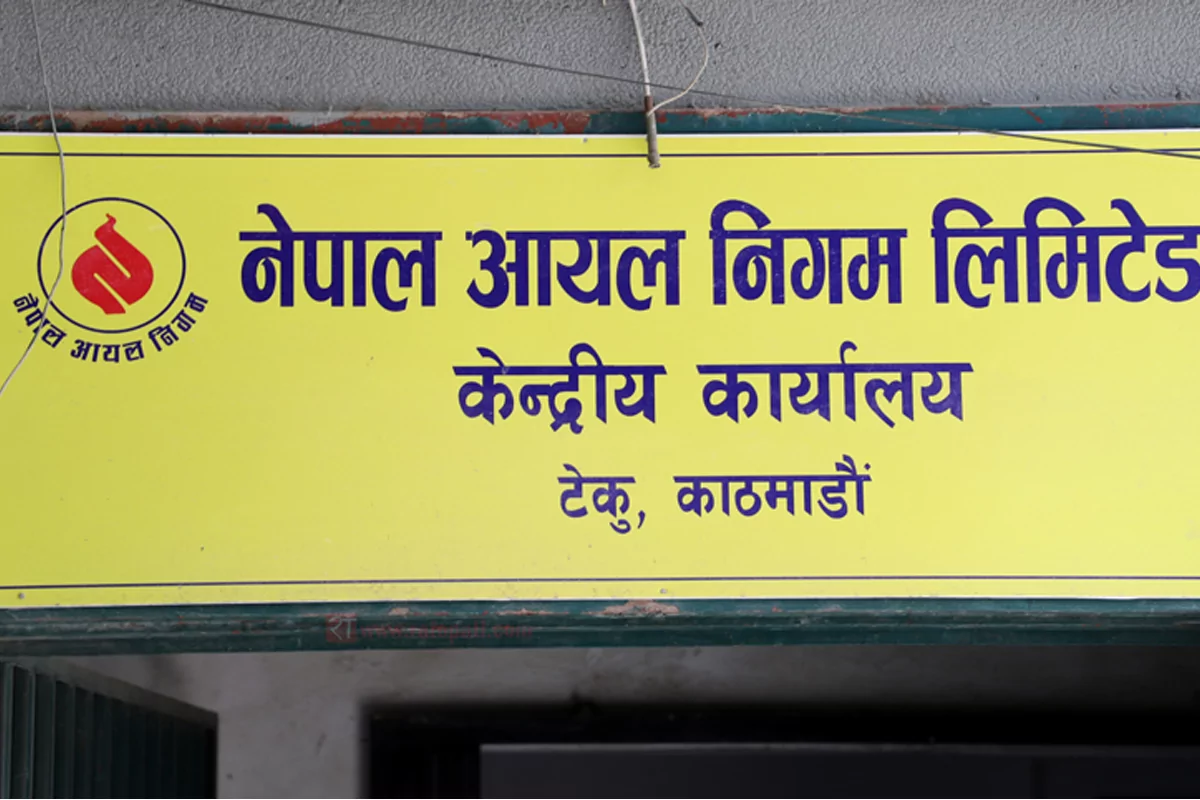 नेपाल आयल निगम लिमिटेड
नेपाल आयल निगम
केन्द्रीय कार्यालय
टेकु, काठमाडौं